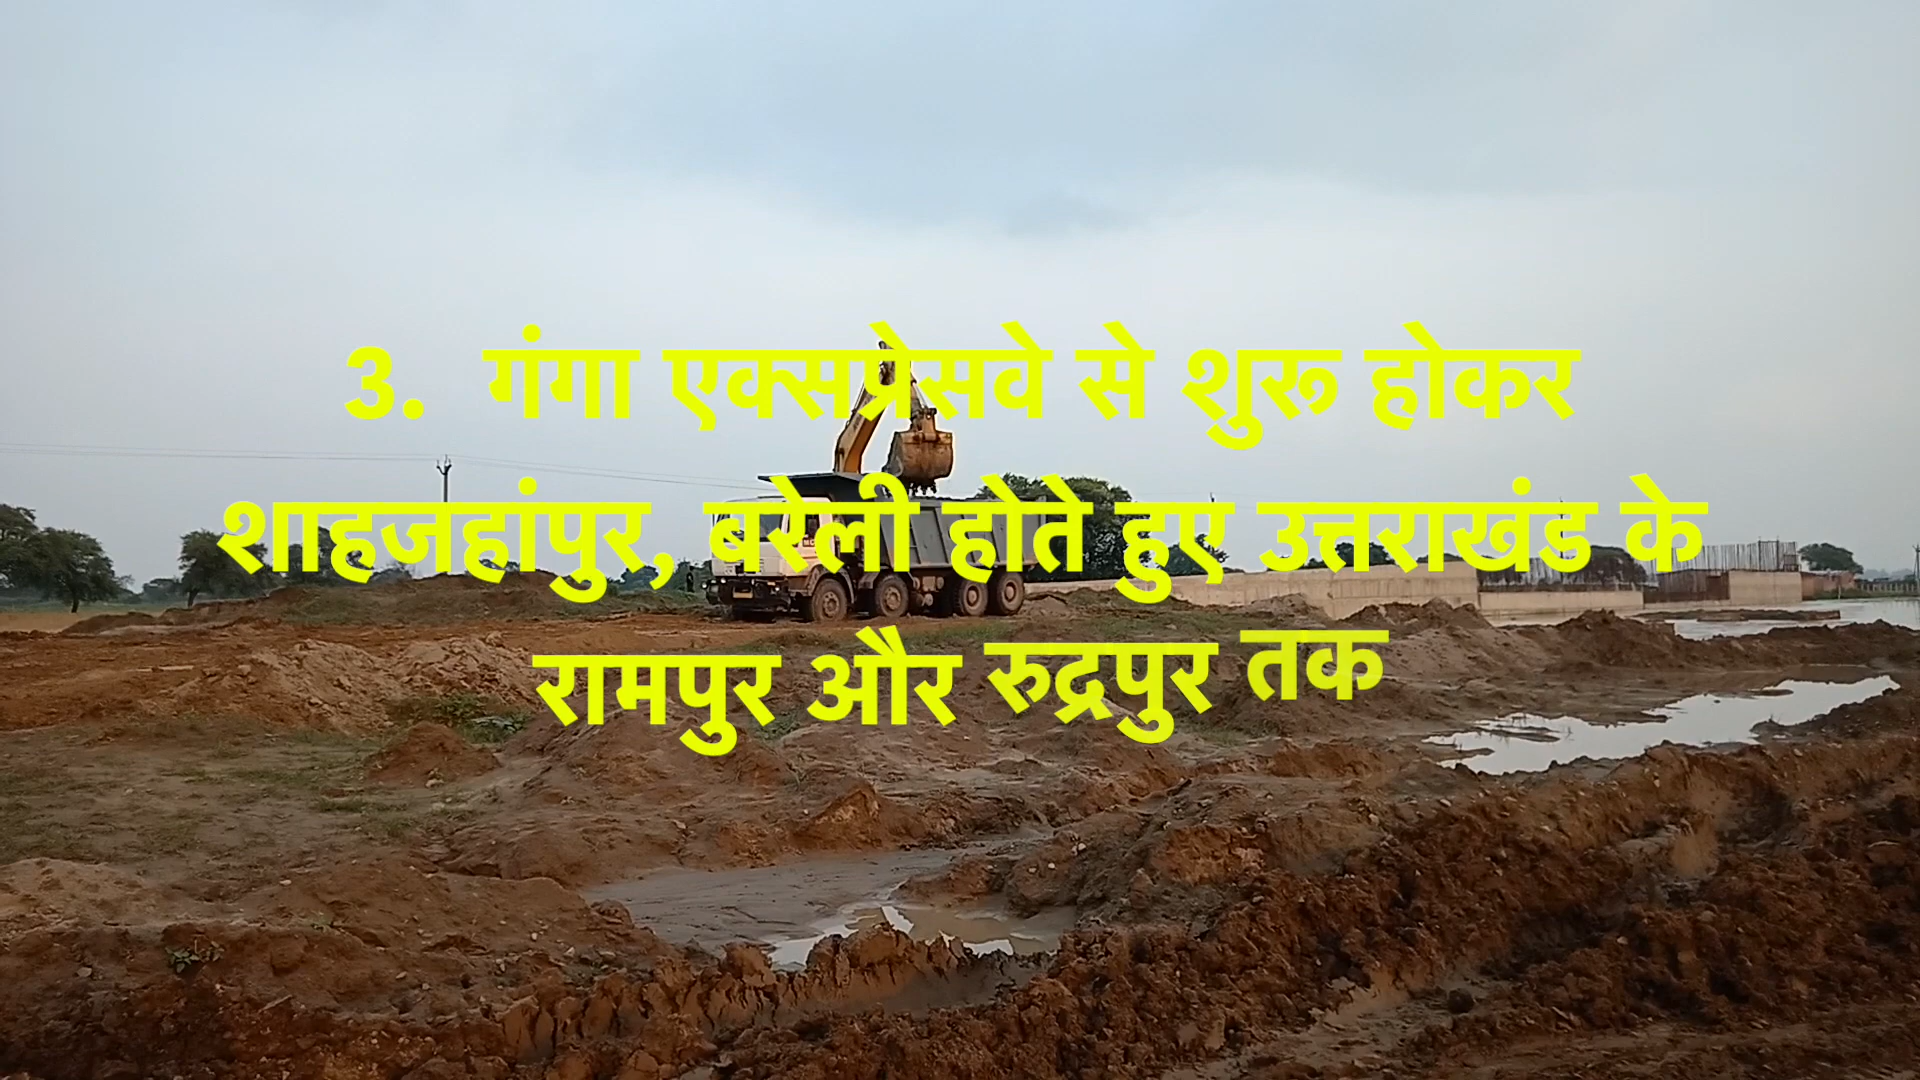 3. गंगा एक्सप्रेसवे से शुरू होकर
शाहजहांपुर, बरेली होते हुए उत्तराखंड के
रामपुर और रुद्रपुर तक